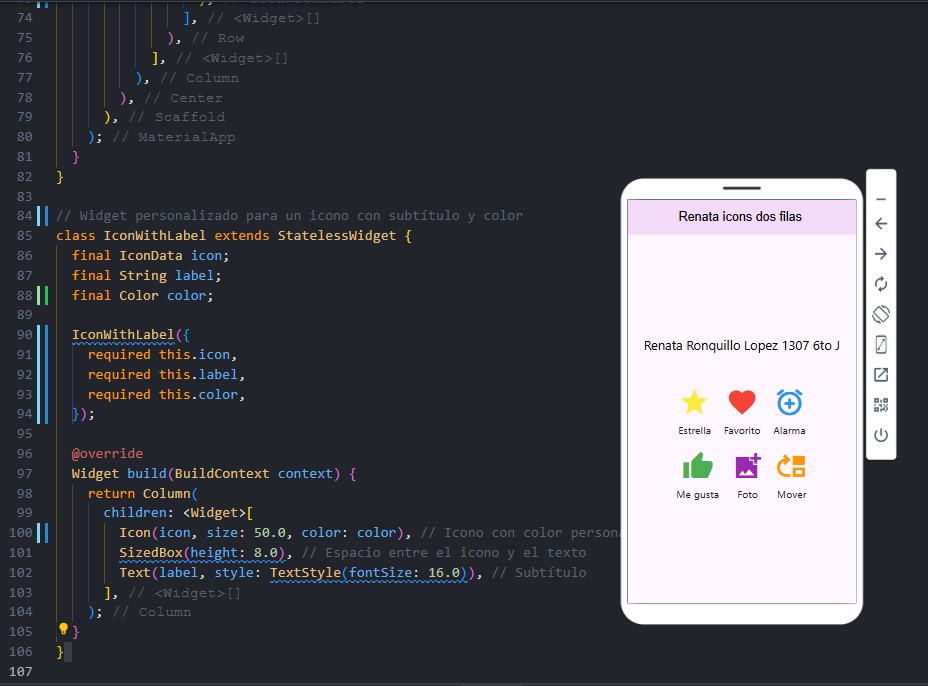 74 ], // <Widget>[]
75 ), // Row
76 ], // <Widget>[]
77 ), // Column
78 ), // Center
79 ), // Scaffold
80 ); // MaterialApp
81 }
82 }
83
84 // Widget personalizado para un icono con subtítulo y color
85 class IconWithLabel extends StatelessWidget {
86 final IconData icon;
87 final String label;
88 final Color color;
89
90 IconWithLabel({
91 required this.icon,
92 required this.label,
93 required this.color,
94 });
95
96 @override
97 Widget build(BuildContext context) {
98 return Column(
99 children: <Widget>[
100 Icon(icon, size: 50.0, color: color), // Icono con color persona
101 SizedBox(height: 8.0), // Espacio entre el icono y el texto
102 Text(label, style: TextStyle(fontSize: 16.0)), // Subtítulo
103 ], // <Widget>[]
104 ); // Column
105 }
106 }
107
Renata icons dos filas
Renata Ronquillo Lopez 1307 6to J
Estrella Favorito Alarma
Me gusta Foto Mover